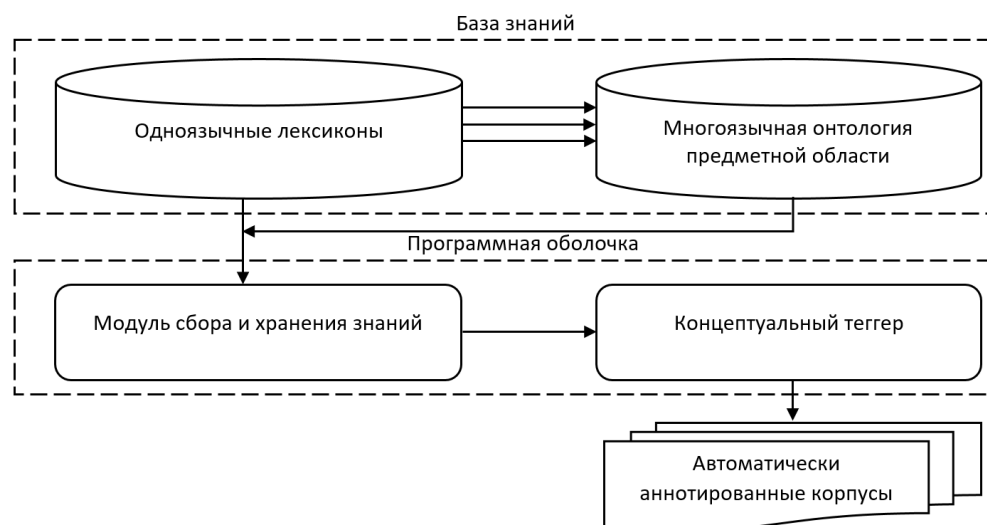 База знаний
Одноязычные лексиконы
Многоязычная онтология
предметной области
Программная оболочка
Модуль сбора и хранения знаний
Концептуальный теггер
Автоматически
аннотированные корпусы